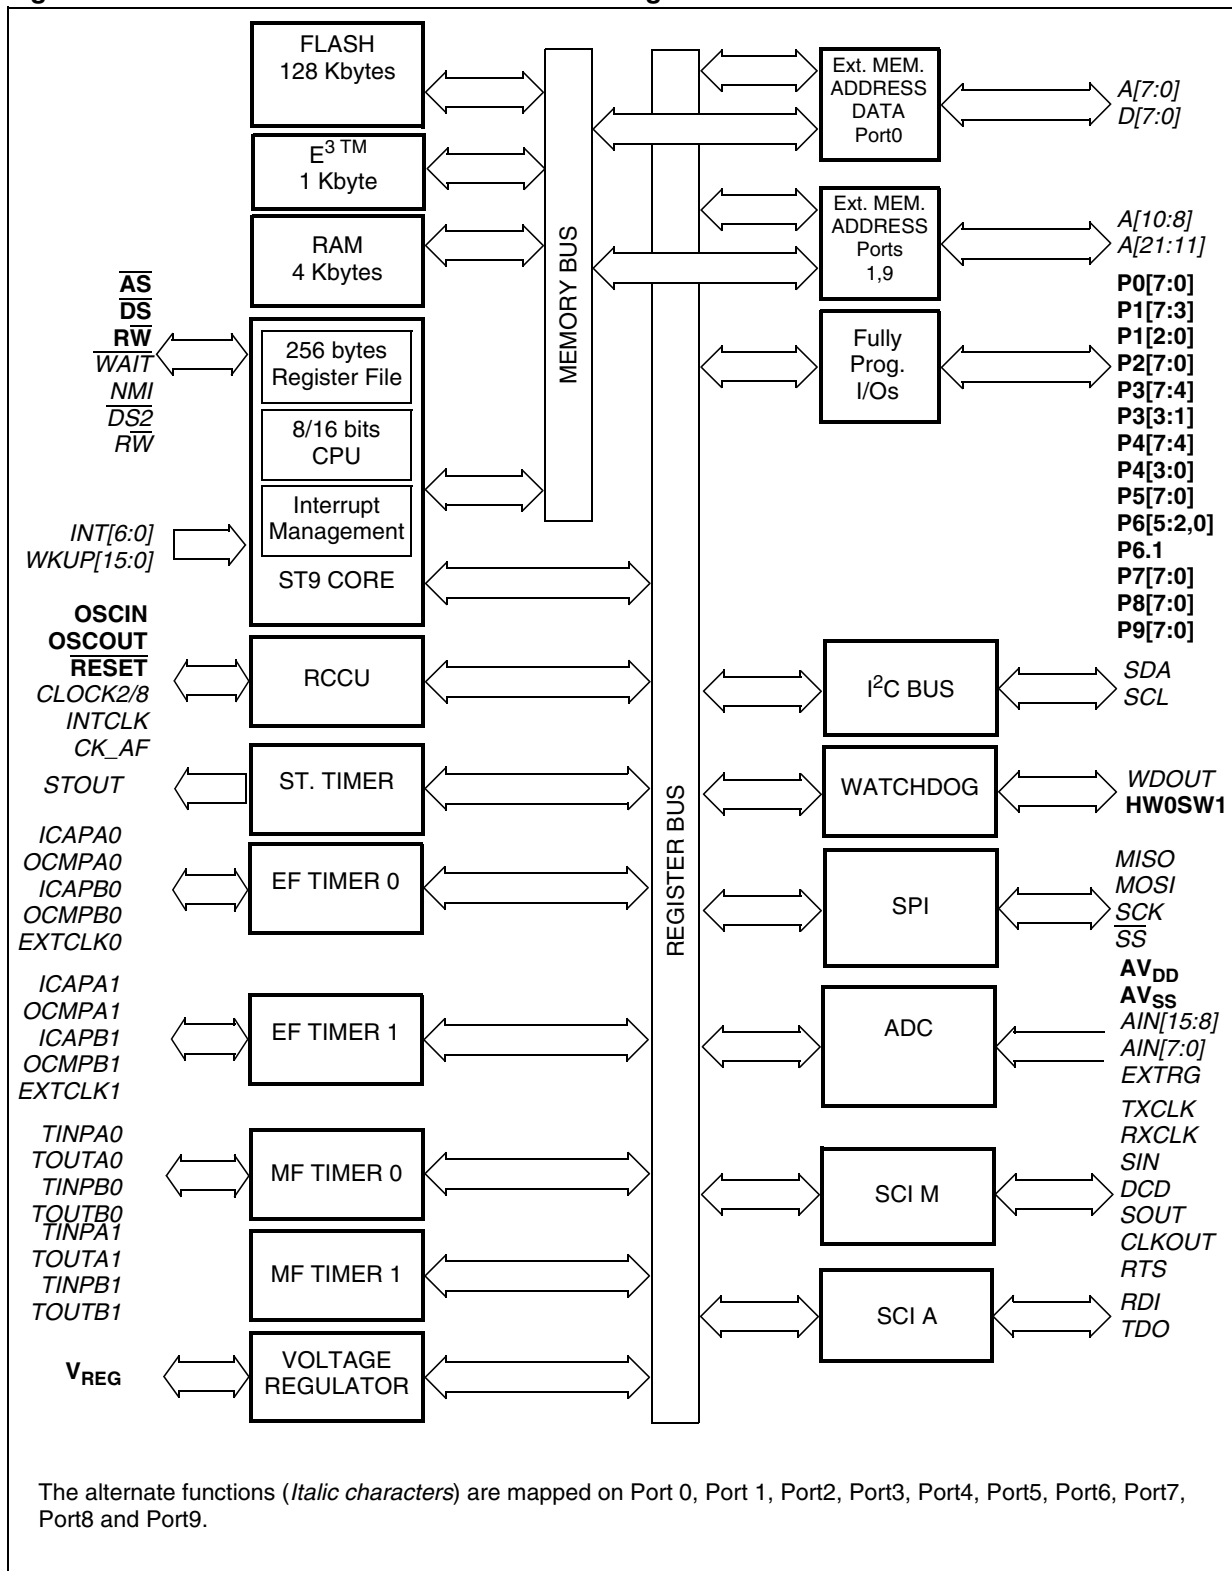 FLASH
128 Kbytes
E3 TM
1 Kbyte
RAM
4 Kbytes
256 bytes
Register File
8/16 bits
CPU
Interrupt
Management
ST9 CORE
RCCU
ST. TIMER
EF TIMER 0
EF TIMER 1
MF TIMER 0
MF TIMER 1
VOLTAGE
REGULATOR
A̅S̅
D̅S̅
RW̅
W̅A̅I̅T̅
NMI
D̅S̅2̅
RW̅
INT[6:0]
WKUP[15:0]
OSCIN
OSCOUT
R̅E̅S̅E̅T̅
CLOCK2/8
INTCLK
CK_AF
STOUT
ICAPA0
OCMPA0
ICAPB0
OCMPB0
EXTCLK0
ICAPA1
OCMPA1
ICAPB1
OCMPB1
EXTCLK1
TINPA0
TOUTA0
TINPB0
TOUTB0
TINPA1
TOUTA1
TINPB1
TOUTB1
VREG
MEMORY BUS
REGISTER BUS
Ext. MEM.
ADDRESS
DATA
Port0
Ext. MEM.
ADDRESS
Ports
1,9
Fully
Prog.
I/Os
I2C BUS
WATCHDOG
SPI
ADC
SCI M
SCI A
A[7:0]
D[7:0]
A[10:8]
A[21:11]
P0[7:0]
P1[7:3]
P1[2:0]
P2[7:0]
P3[7:4]
P3[3:1]
P4[7:4]
P4[3:0]
P5[7:0]
P6[5:2,0]
P6.1
P7[7:0]
P8[7:0]
P9[7:0]
SDA
SCL
WDOUT
HW0SW1
MISO
MOSI
SCK
S̅S̅
AVDD
AVSS
AIN[15:8]
AIN[7:0]
EXTRG
TXCLK
RXCLK
SIN
DCD
SOUT
CLKOUT
RTS
RDI
TDO
The alternate functions (Italic characters) are mapped on Port 0, Port 1, Port2, Port3, Port4, Port5, Port6, Port7,
Port8 and Port9.